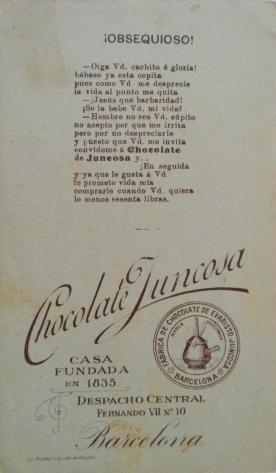 ¡OBSEQUIOSO!
—Oiga Vd. cachito é gloria!
bébase ya esta copita
pues como Vd. me desprecie
la vida al punto me quita
—¡Jesús que barbaridad!
¡Se la bebe Vd. mi vida!
—Hombre no sea Vd. súpito
no acepto por que me irrita
pero por no despreciarle
y puesto que Vd. me invita
convídeme á Chocolate
de Juncosa y. .
¡En seguida
y ya que le gusta á Vd.
le prometo vida mía
comprarle cuando Vd. quiera
lo menos sesenta libras.
Chocolate Juncosa
FÁBRICA DE CHOCOLATE DE EVARISTO JUNCOSA
BARCELONA
MARCA
CASA
FUNDADA
EN 1835
DESPACHO CENTRAL
FERNANDO VII Nº 10
Barcelona